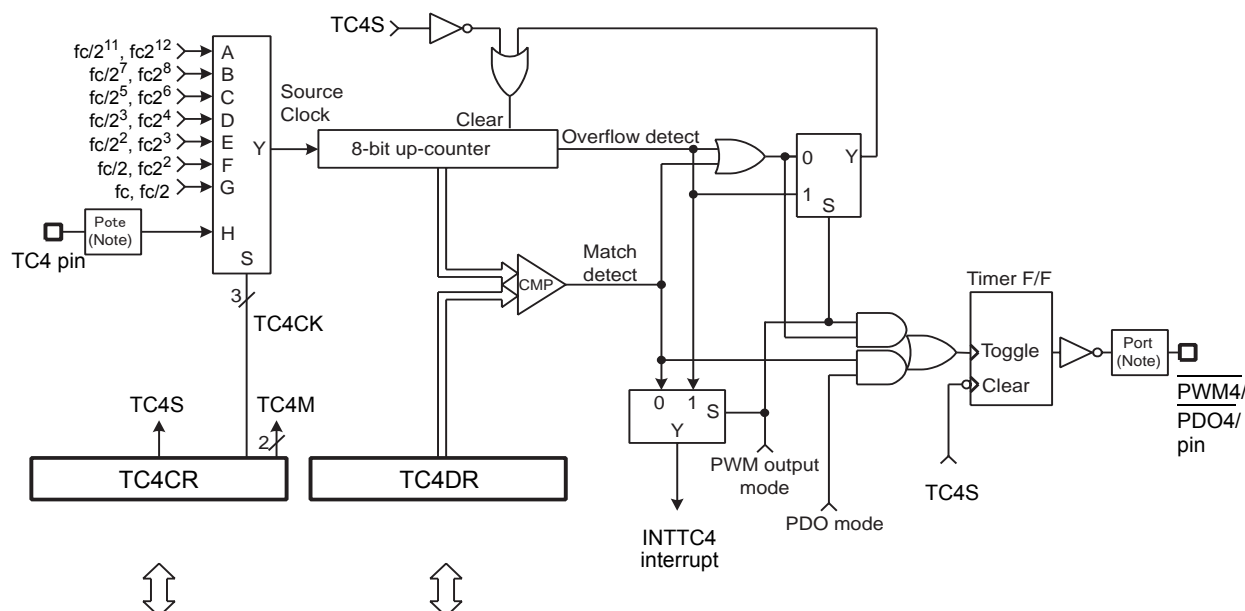 TC4S
fc/2¹¹, fc2¹²
fc/2⁷, fc2⁸
fc/2⁵, fc2⁶
fc/2³, fc2⁴
fc/2², fc2³
fc/2, fc2²
fc, fc/2
A
B
C
D
E
F
G
H
Y
S
Source
Clock
Clear
8-bit up-counter
Overflow detect
0
1
Y
S
Pote
(Note)
TC4 pin
3
TC4CK
CMP
Match
detect
Timer F/F
Toggle
Clear
Port
(Note)
PWM4/
PDO4/
pin
TC4S
TC4M
2
TC4CR
TC4DR
0
1
S
Y
PWM output
mode
PDO mode
TC4S
INTTC4
interrupt